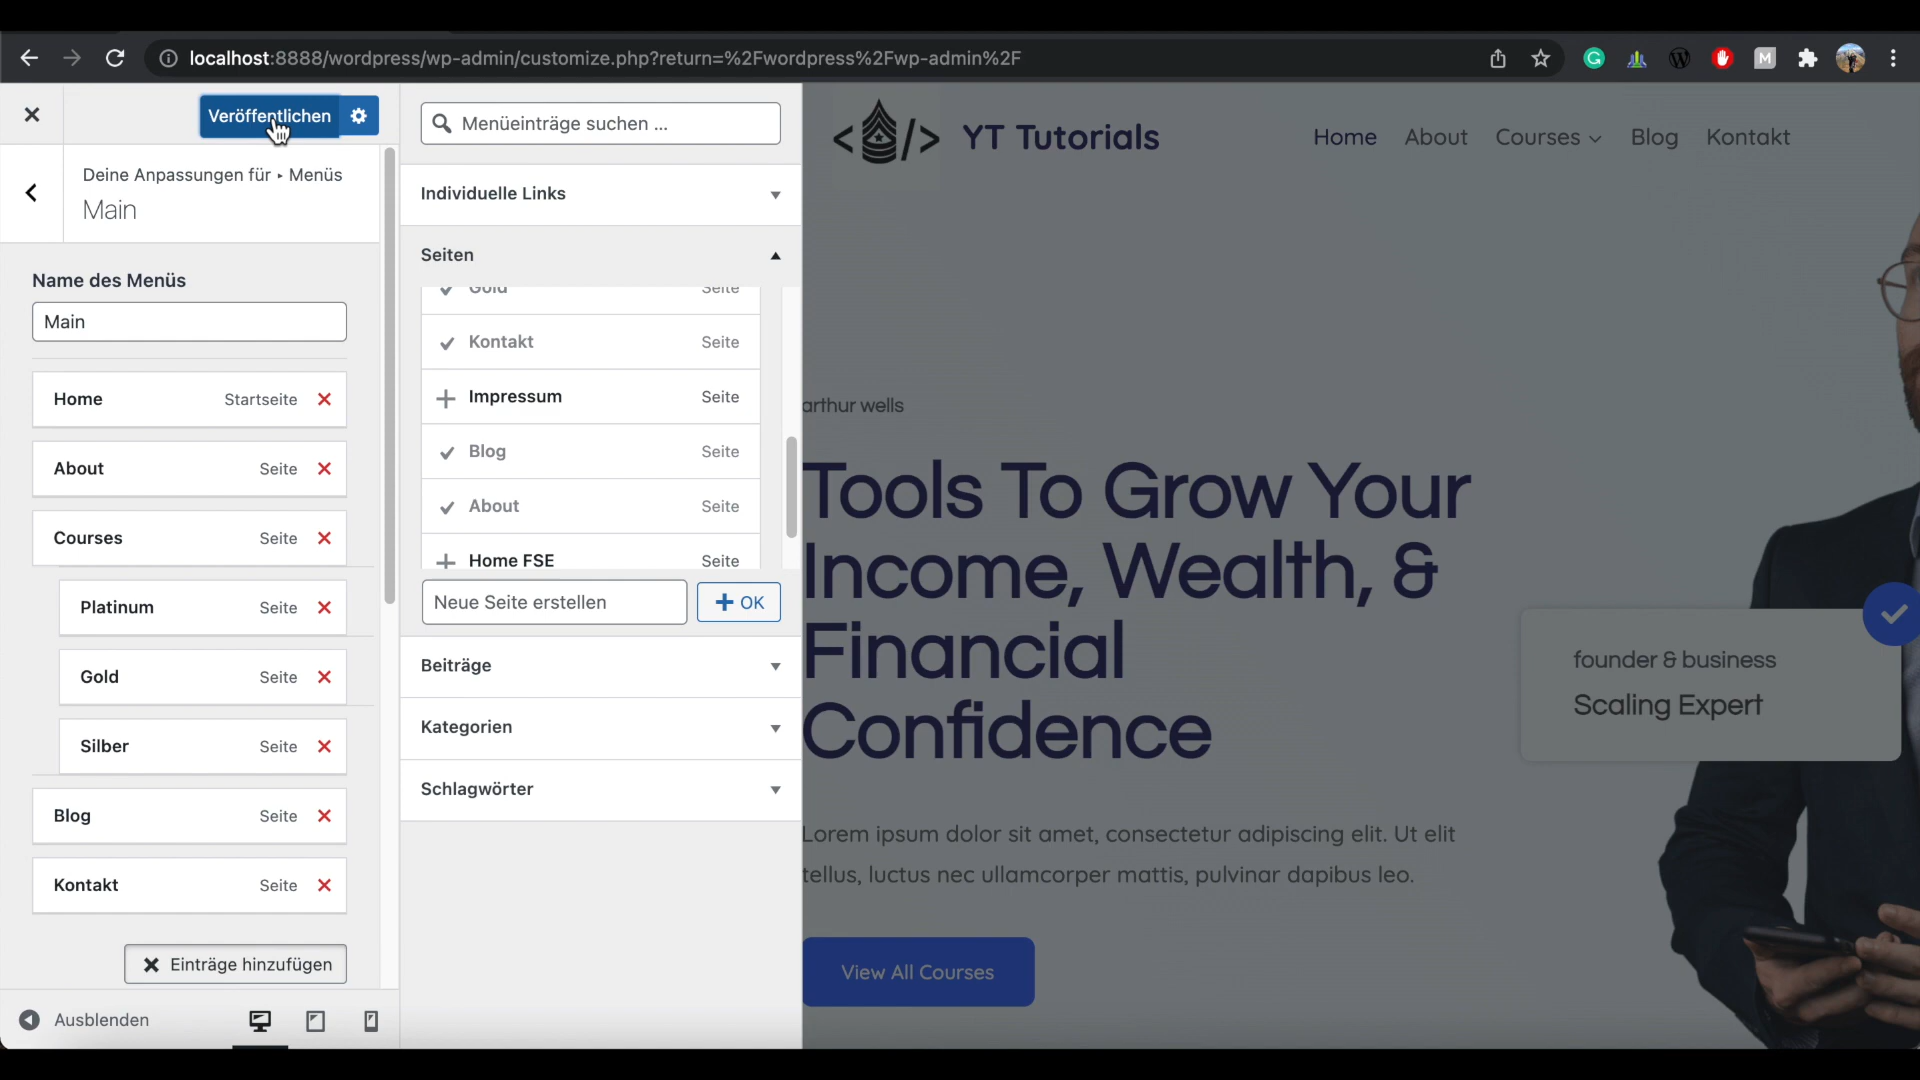 localhost:8888/wordpress/wp-admin/customize.php?return=%2Fwordpress%2Fwp-admin%2F
M
Veröffentlichen
Deine Anpassungen für ▸ Menüs
Main
Name des Menüs
Main
Home Startseite
About Seite
Courses Seite
Platinum Seite
Gold Seite
Silber Seite
Blog Seite
Kontakt Seite
Einträge hinzufügen
Ausblenden
Menüeinträge suchen ...
Individuelle Links
Seiten
Gold Seite
Kontakt Seite
Impressum Seite
Blog Seite
About Seite
Home FSE Seite
Neue Seite erstellen
OK
Beiträge
Kategorien
Schlagwörter
YT Tutorials
Home About Courses Blog Kontakt
arthur wells
Tools To Grow Your
Income, Wealth, &
Financial
Confidence
founder & business
Scaling Expert
Lorem ipsum dolor sit amet, consectetur adipiscing elit. Ut elit
tellus, luctus nec ullamcorper mattis, pulvinar dapibus leo.
View All Courses